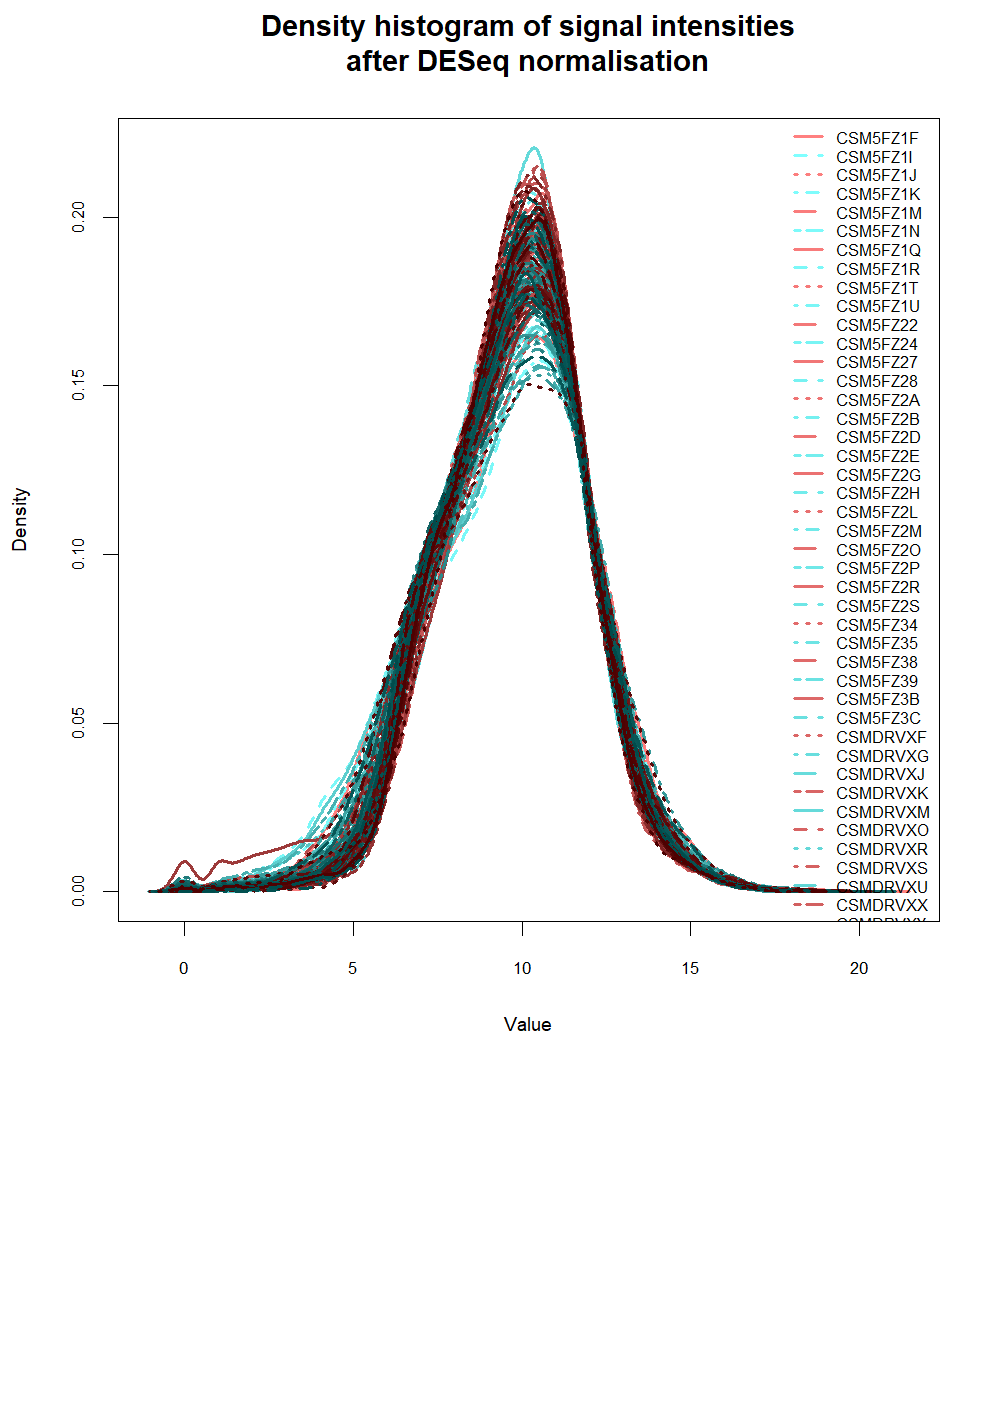 Density histogram of signal intensities
after DESeq normalisation
Density
0.00
0.05
0.10
0.15
0.20
CSM5FZ1F
CSM5FZ1I
CSM5FZ1J
CSM5FZ1K
CSM5FZ1M
CSM5FZ1N
CSM5FZ1Q
CSM5FZ1R
CSM5FZ1T
CSM5FZ1U
CSM5FZ22
CSM5FZ24
CSM5FZ27
CSM5FZ28
CSM5FZ2A
CSM5FZ2B
CSM5FZ2D
CSM5FZ2E
CSM5FZ2G
CSM5FZ2H
CSM5FZ2L
CSM5FZ2M
CSM5FZ2O
CSM5FZ2P
CSM5FZ2R
CSM5FZ2S
CSM5FZ34
CSM5FZ35
CSM5FZ38
CSM5FZ39
CSM5FZ3B
CSM5FZ3C
CSMDRVXF
CSMDRVXG
CSMDRVXJ
CSMDRVXK
CSMDRVXM
CSMDRVXO
CSMDRVXR
CSMDRVXS
CSMDRVXU
CSMDRVXX
0
5
10
15
20
Value